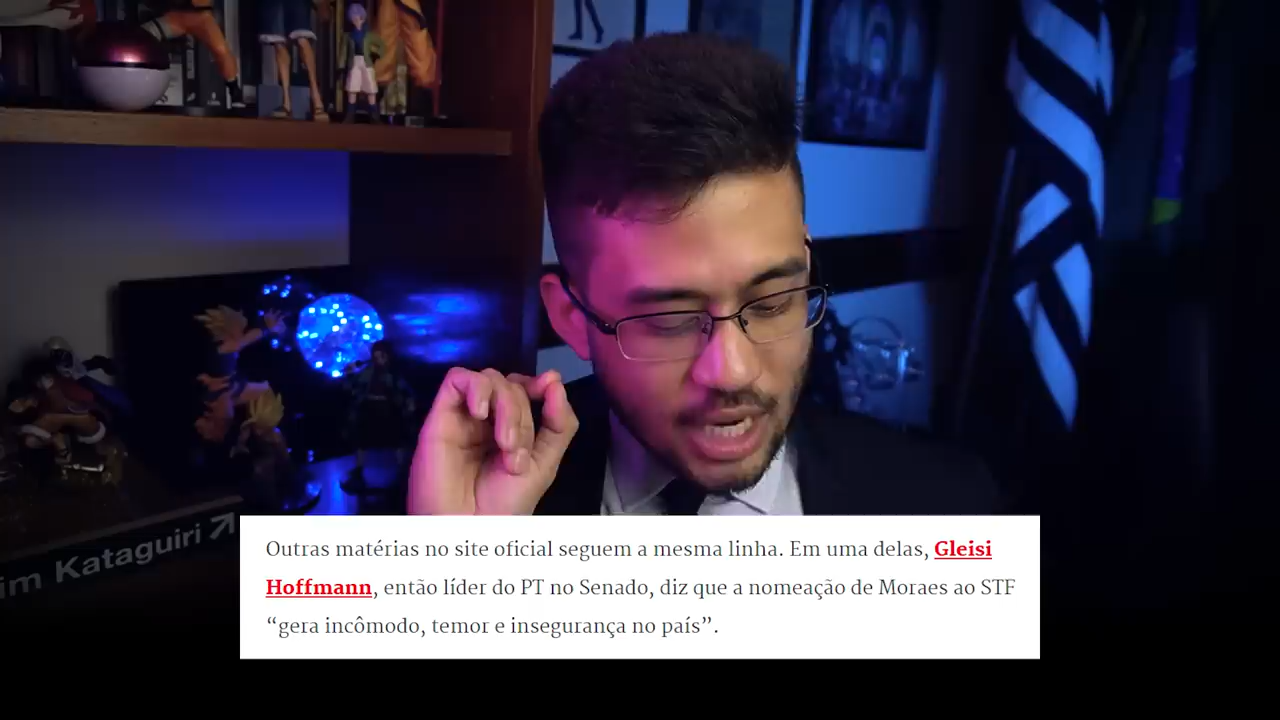 im Kataguiri
Outras matérias no site oficial seguem a mesma linha. Em uma delas, Gleisi
Hoffmann, então líder do PT no Senado, diz que a nomeação de Moraes ao STF
“gera incômodo, temor e insegurança no país”.